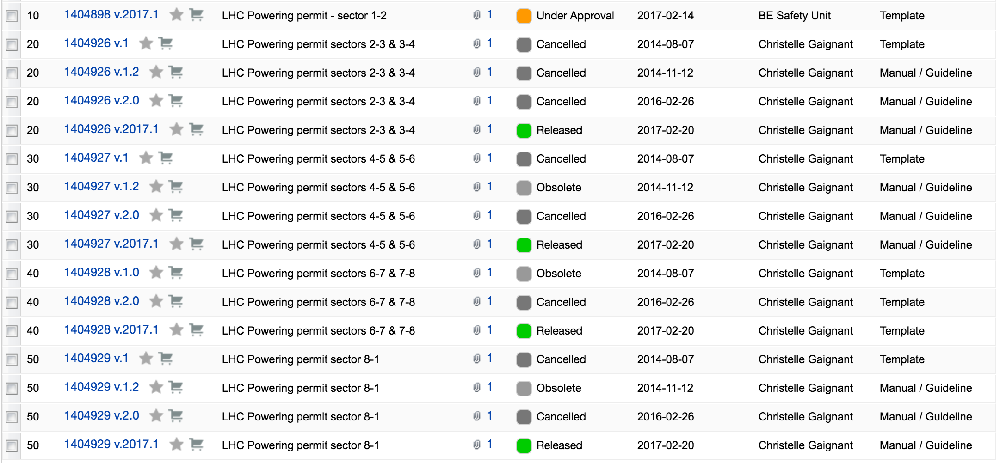 10 1404898 v.2017.1 LHC Powering permit - sector 1-2 1 Under Approval 2017-02-14 BE Safety Unit Template
20 1404926 v.1 LHC Powering permit sectors 2-3 & 3-4 1 Cancelled 2014-08-07 Christelle Gaignant Template
20 1404926 v.1.2 LHC Powering permit sectors 2-3 & 3-4 1 Cancelled 2014-11-12 Christelle Gaignant Manual / Guideline
20 1404926 v.2.0 LHC Powering permit sectors 2-3 & 3-4 1 Cancelled 2016-02-26 Christelle Gaignant Manual / Guideline
20 1404926 v.2017.1 LHC Powering permit sectors 2-3 & 3-4 1 Released 2017-02-20 Christelle Gaignant Manual / Guideline
30 1404927 v.1 LHC Powering permit sectors 4-5 & 5-6 1 Cancelled 2014-08-07 Christelle Gaignant Template
30 1404927 v.1.2 LHC Powering permit sectors 4-5 & 5-6 1 Obsolete 2014-11-12 Christelle Gaignant Manual / Guideline
30 1404927 v.2.0 LHC Powering permit sectors 4-5 & 5-6 1 Cancelled 2016-02-26 Christelle Gaignant Manual / Guideline
30 1404927 v.2017.1 LHC Powering permit sectors 4-5 & 5-6 1 Released 2017-02-20 Christelle Gaignant Manual / Guideline
40 1404928 v.1.0 LHC Powering permit sectors 6-7 & 7-8 1 Obsolete 2014-08-07 Christelle Gaignant Template
40 1404928 v.2.0 LHC Powering permit sectors 6-7 & 7-8 1 Cancelled 2016-02-26 Christelle Gaignant Template
40 1404928 v.2017.1 LHC Powering permit sectors 6-7 & 7-8 1 Released 2017-02-20 Christelle Gaignant Template
50 1404929 v.1 LHC Powering permit sector 8-1 1 Cancelled 2014-08-07 Christelle Gaignant Template
50 1404929 v.1.2 LHC Powering permit sector 8-1 1 Obsolete 2014-11-12 Christelle Gaignant Manual / Guideline
50 1404929 v.2.0 LHC Powering permit sector 8-1 1 Cancelled 2016-02-26 Christelle Gaignant Manual / Guideline
50 1404929 v.2017.1 LHC Powering permit sector 8-1 1 Released 2017-02-20 Christelle Gaignant Manual / Guideline